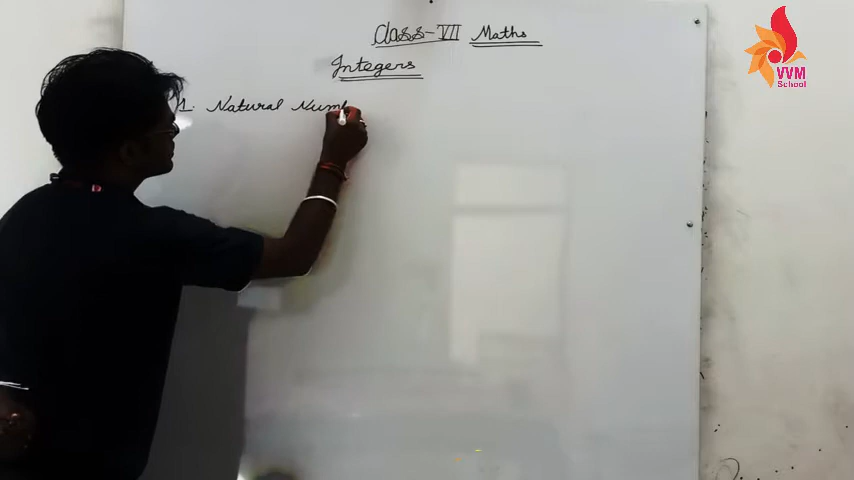 Class-VII Maths
Integers
1. Natural Num
VVM
School